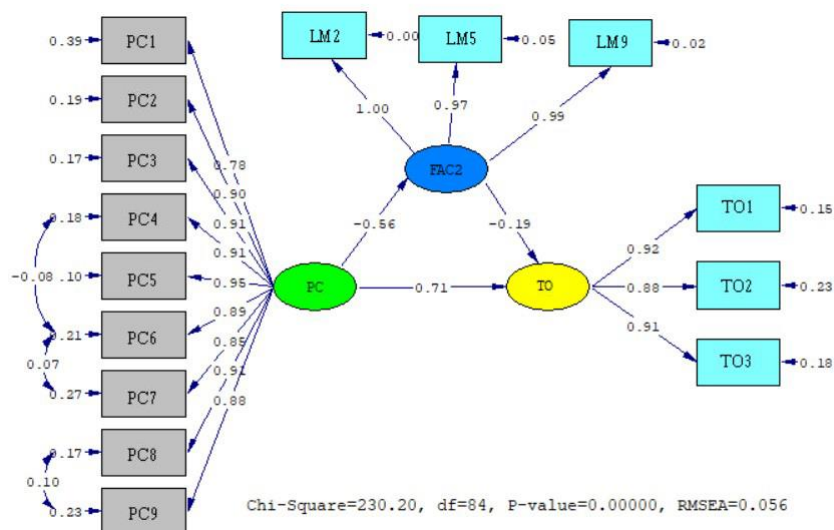 LM2
0.00
LM5
0.05
LM9
0.02
0.39
PC1
0.19
PC2
0.17
PC3
0.18
PC4
-0.08
.10
PC5
0.21
PC6
0.07
0.27
PC7
0.17
PC8
0.10
0.23
PC9
0.78
0.90
0.91
0.91
0.95
0.89
0.85
0.91
0.88
1.00
0.97
0.99
FAC2
-0.56
-0.19
PC
0.71
TO
0.92
0.88
0.91
TO1
0.15
TO2
0.23
TO3
0.18
Chi-Square=230.20, df=84, P-value=0.00000, RMSEA=0.056